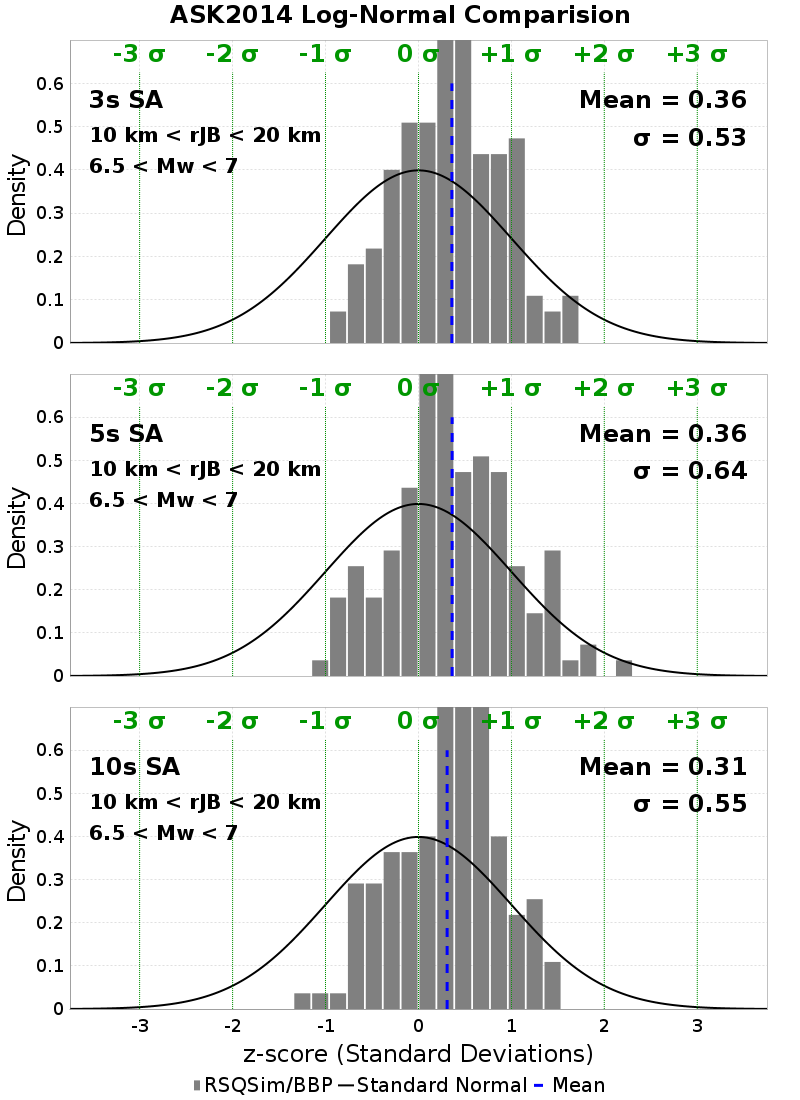 ASK2014 Log-Normal Comparision
-3 σ -2 σ -1 σ 0 σ +1 σ +2 σ +3 σ
3s SA
10 km < rJB < 20 km
6.5 < Mw < 7
Mean = 0.36
σ = 0.53
Density
0.6
0.5
0.4
0.3
0.2
0.1
0
-3 σ -2 σ -1 σ 0 σ +1 σ +2 σ +3 σ
5s SA
10 km < rJB < 20 km
6.5 < Mw < 7
Mean = 0.36
σ = 0.64
Density
0.6
0.5
0.4
0.3
0.2
0.1
0
-3 σ -2 σ -1 σ 0 σ +1 σ +2 σ +3 σ
10s SA
10 km < rJB < 20 km
6.5 < Mw < 7
Mean = 0.31
σ = 0.55
Density
0.6
0.5
0.4
0.3
0.2
0.1
0
-3 -2 -1 0 1 2 3
z-score (Standard Deviations)
RSQSim/BBP Standard Normal Mean